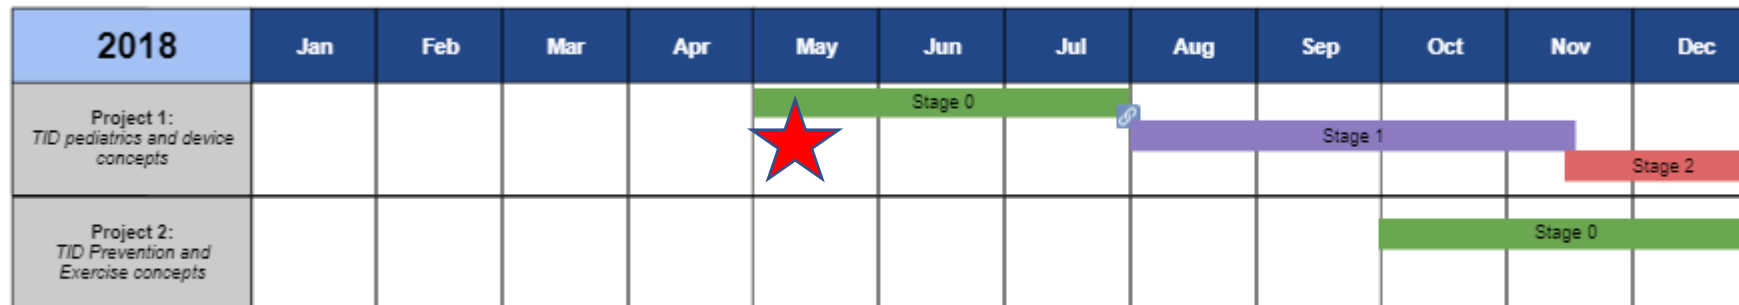 2018 Jan Feb Mar Apr May Jun Jul Aug Sep Oct Nov Dec
Project 1:
TID pediatrics and device
concepts
Stage 0
Stage 1
Stage 2
Project 2:
TID Prevention and
Exercise concepts
Stage 0